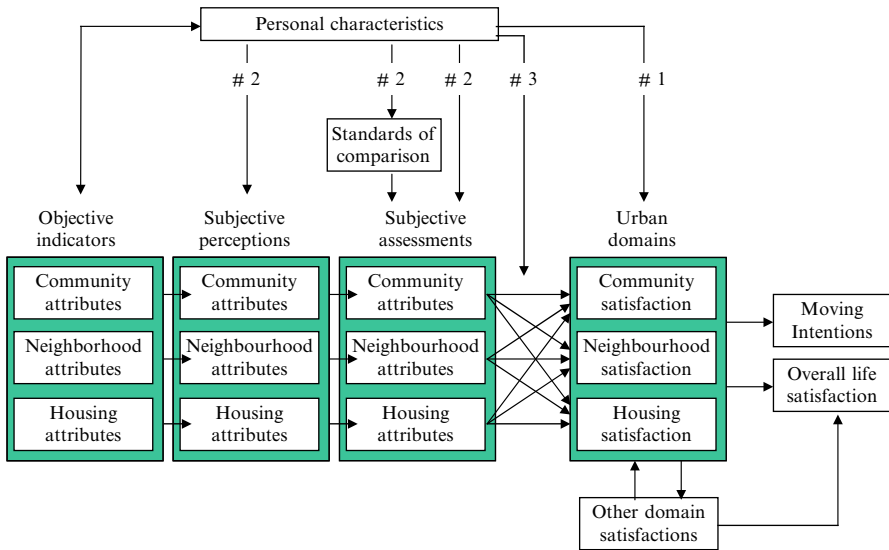 Personal characteristics
# 2
# 2
# 2
# 3
# 1
Standards of
comparison
Objective
indicators
Subjective
perceptions
Subjective
assessments
Urban
domains
Community
attributes
Community
attributes
Community
attributes
Community
satisfaction
Neighborhood
attributes
Neighbourhood
attributes
Neighbourhood
attributes
Neighbourhood
satisfaction
Housing
attributes
Housing
attributes
Housing
attributes
Housing
satisfaction
Moving
Intentions
Overall life
satisfaction
Other domain
satisfactions